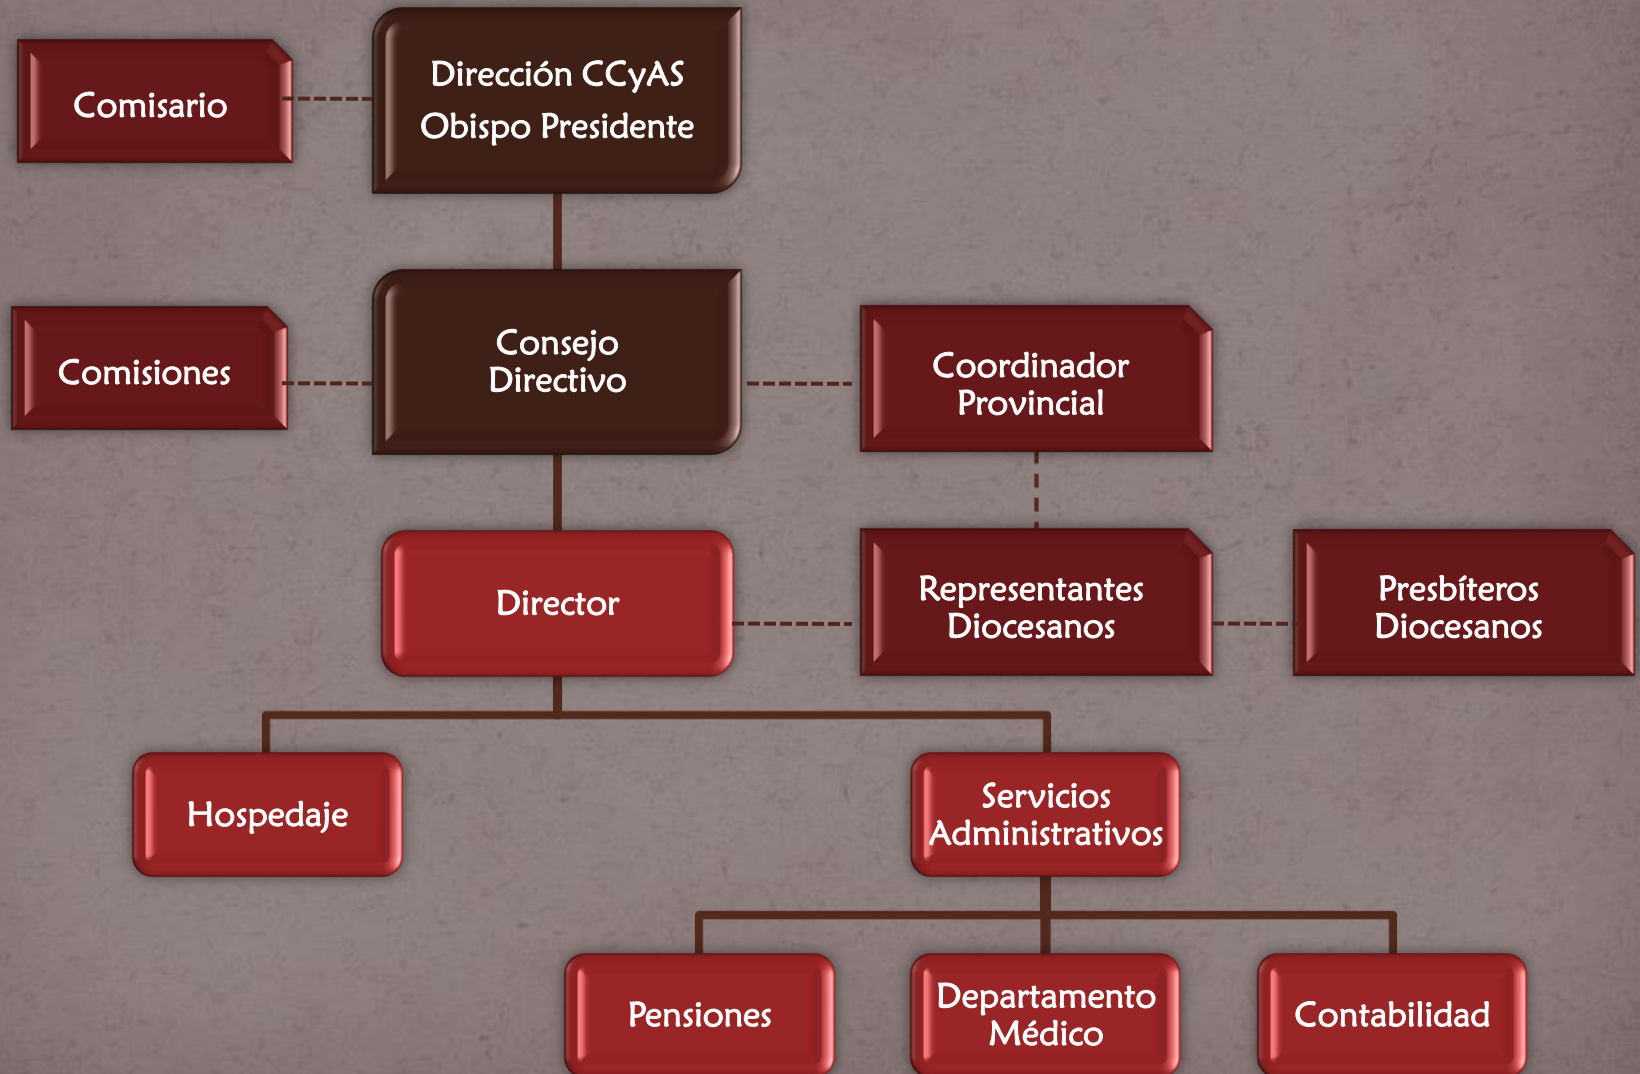 Comisario
Dirección CCyAS
Obispo Presidente
Comisiones
Consejo
Directivo
Coordinador
Provincial
Director
Representantes
Diocesanos
Presbíteros
Diocesanos
Hospedaje
Servicios
Administrativos
Pensiones
Departamento
Médico
Contabilidad